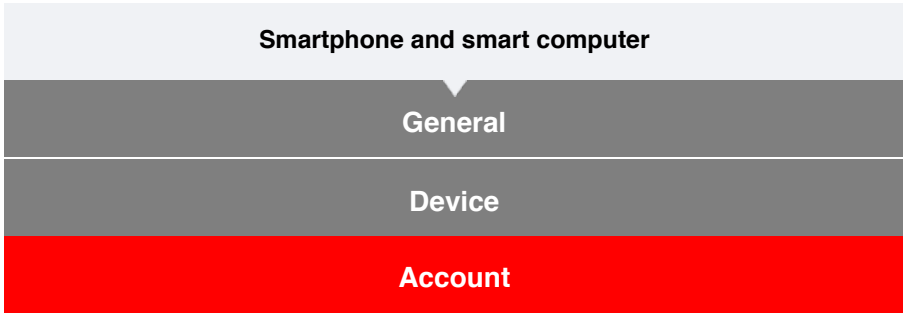 Smartphone and smart computer
General
Device
Account